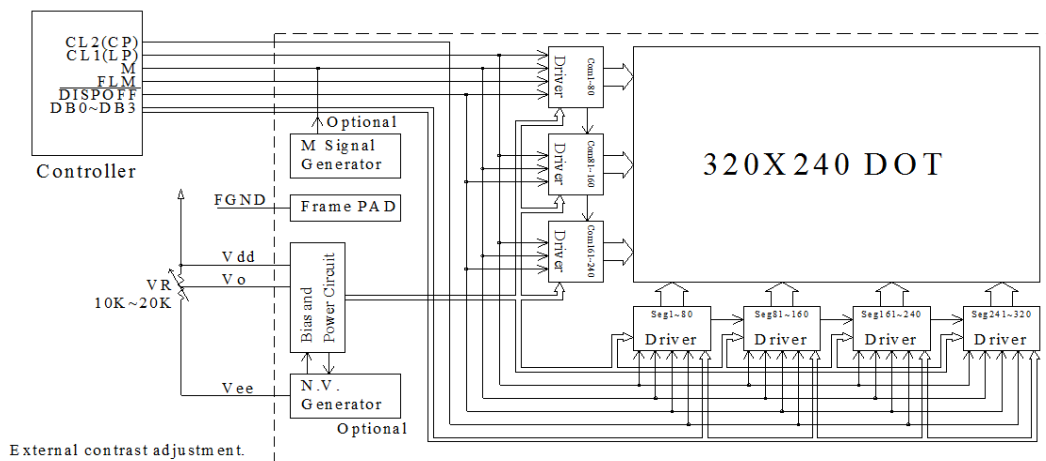 CL2(CP)
CL1(LP)
M
FLM
DISPOFF
DB0~DB3
Controller
Optional
M Signal
Generator
FGND
Frame PAD
Vdd
Vo
VR
10K~20K
Bias and
Power Circuit
Vee
N.V.
Generator
Optional
External contrast adjustment.
Driver
Com1~80
Driver
Com81~160
Driver
Com161~240
320X240 DOT
Seg1~80
Driver
Seg81~160
Driver
Seg161~240
Driver
Seg241~320
Driver